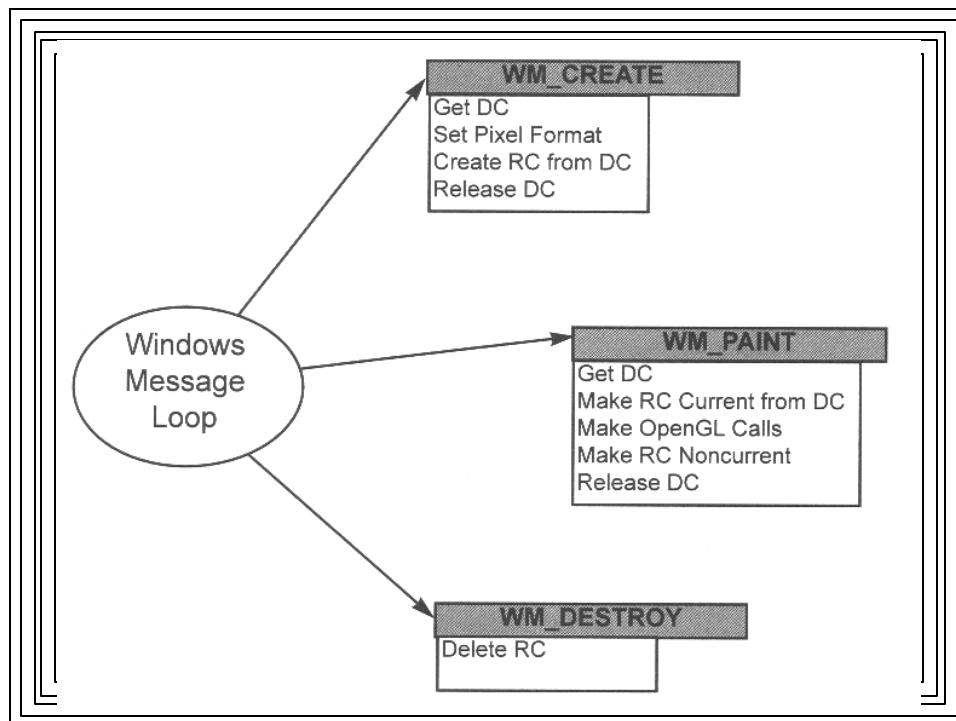 WM_CREATE
Get DC
Set Pixel Format
Create RC from DC
Release DC
Windows
Message
Loop
WM_PAINT
Get DC
Make RC Current from DC
Make OpenGL Calls
Make RC Noncurrent
Release DC
WM_DESTROY
Delete RC